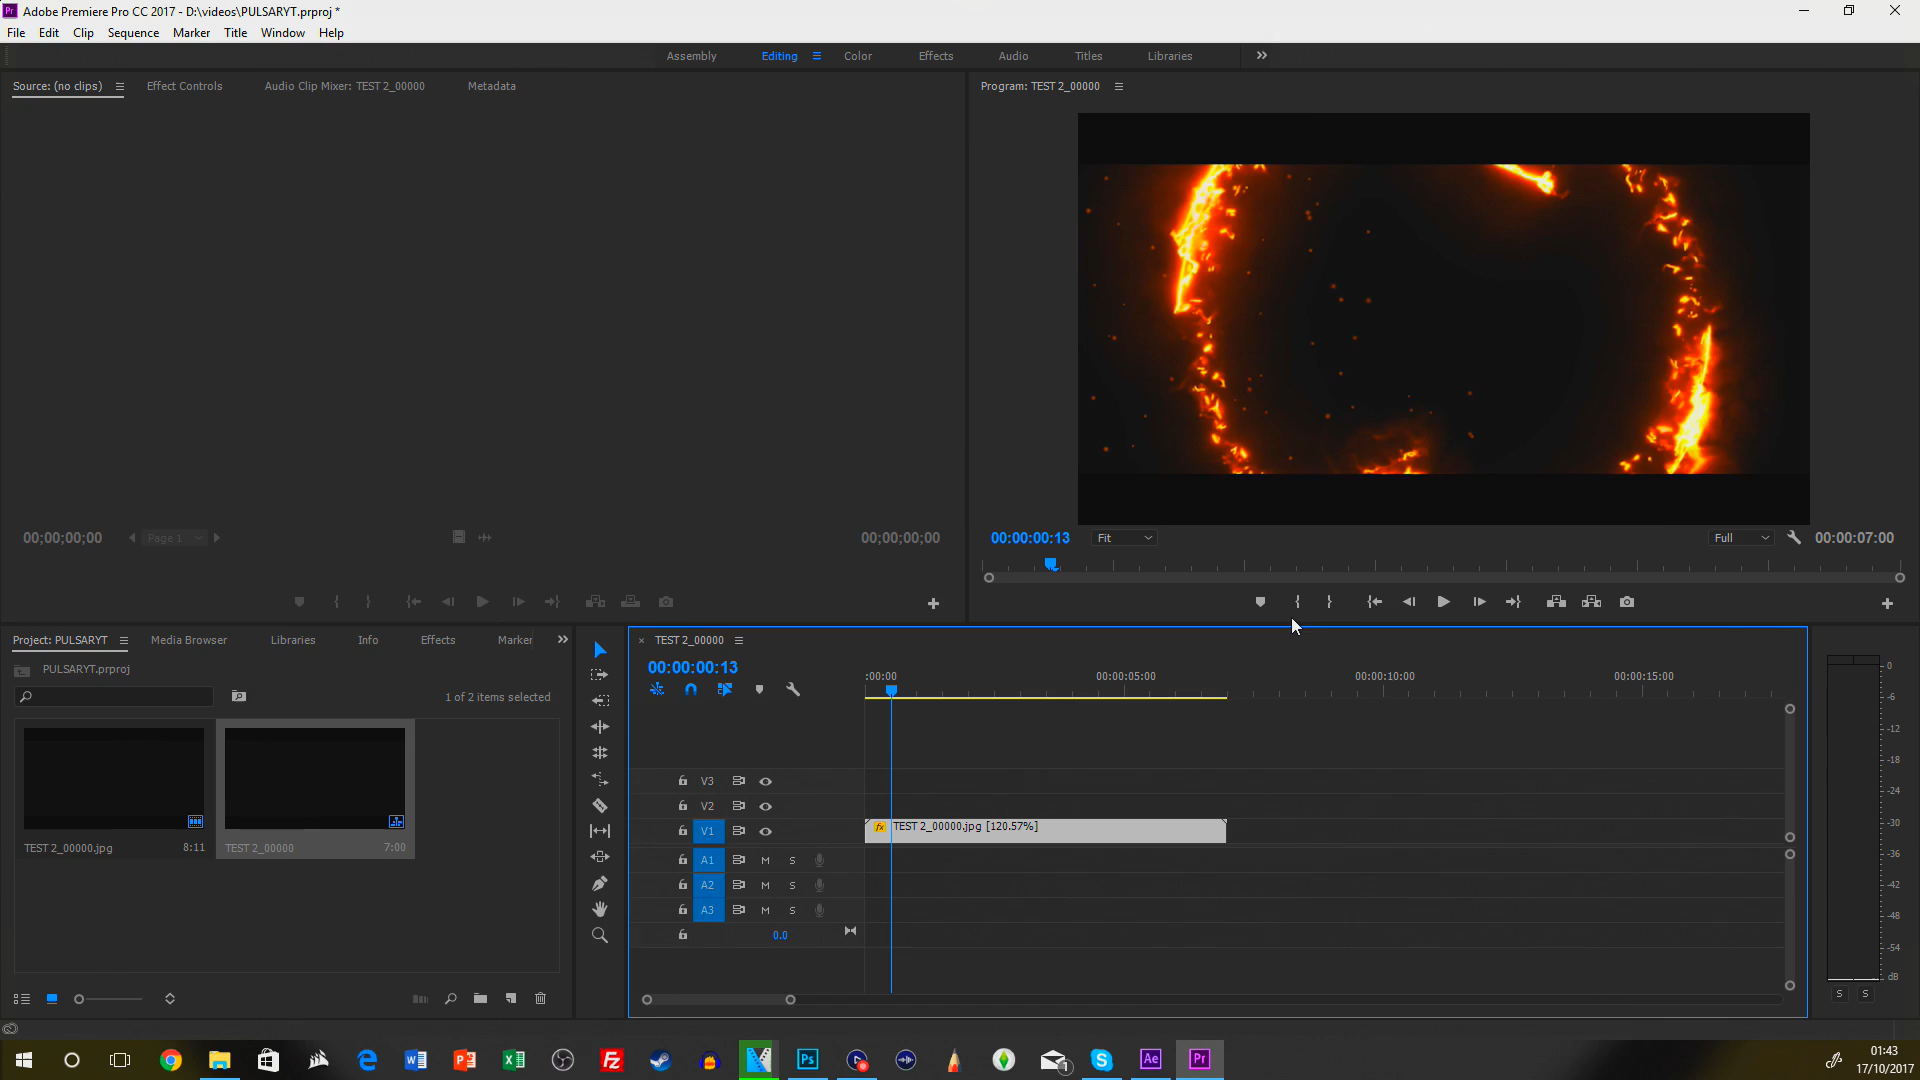 Adobe Premiere Pro CC 2017 - D:\videos\PULSARYT.prproj *
File Edit Clip Sequence Marker Title Window Help
Assembly Editing Color Effects Audio Titles Libraries
Source: (no clips) Effect Controls Audio Clip Mixer: TEST 2_00000 Metadata
Program: TEST 2_00000
00;00;00;00 Page 1 00;00;00;00
00:00:00:13 Fit Full 00:00:07:00
Project: PULSARYT Media Browser Libraries Info Effects Marker
PULSARYT.prproj
1 of 2 items selected
TEST 2_00000.jpg 8:11
TEST 2_00000 7:00
TEST 2_00000
00:00:00:13
:00:00 00:00:05:00 00:00:10:00 00:00:15:00
V3
V2
V1
TEST 2_00000.jpg [120.57%]
A1 M S
A2 M S
A3 M S
0.0
0
-6
-12
-18
-24
-30
-36
-42
-48
-54
dB
S S
Ps Ae Pr
01:43
17/10/2017